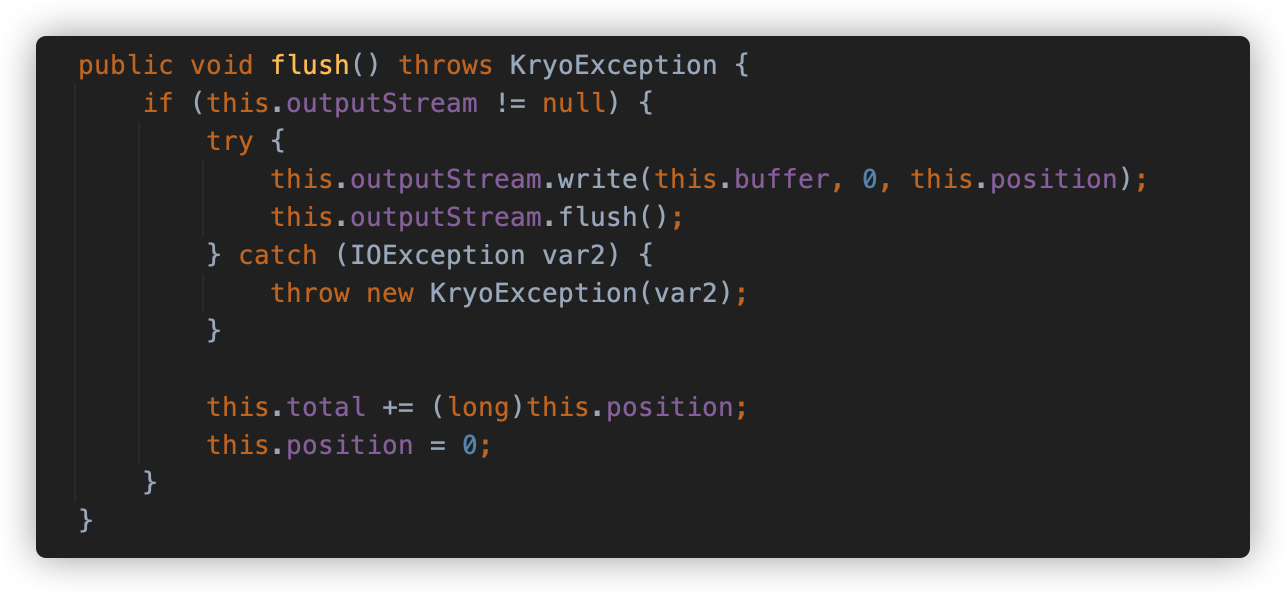 public void flush() throws KryoException {
    if (this.outputStream != null) {
        try {
            this.outputStream.write(this.buffer, 0, this.position);
            this.outputStream.flush();
        } catch (IOException var2) {
            throw new KryoException(var2);
        }

        this.total += (long)this.position;
        this.position = 0;
    }
}